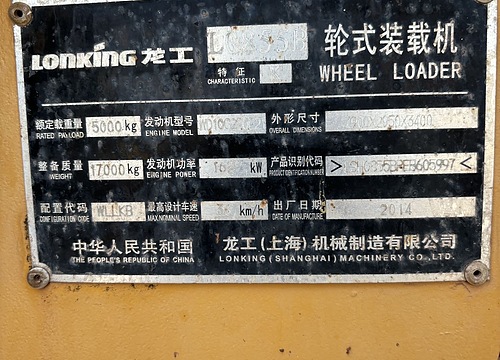 LONKING 龙工
轮式装载机
特征
CHARACTERISTIC
WHEEL LOADER
额定载重量 5000kg 发动机型号 外形尺寸
RATED PAYLOAD ENGINE MODEL OVERALL DIMENSIONS
整备质量 17000kg 发动机功率 kW 产品识别代码
WEIGHT ENGINE POWER PRODUCT IDENTIFICATION NUMBER
配置代码 WLLKB 最高设计车速 km/h 出厂日期 2014
CONFIGURATION CODE MAX.NOMINAL SPEED DATE OF MANUFACTURE
中华人民共和国 龙工(上海)机械制造有限公司
THE PEOPLE'S REPUBLIC OF CHINA LONKING (SHANGHAI) MACHINERY CO.,LTD.